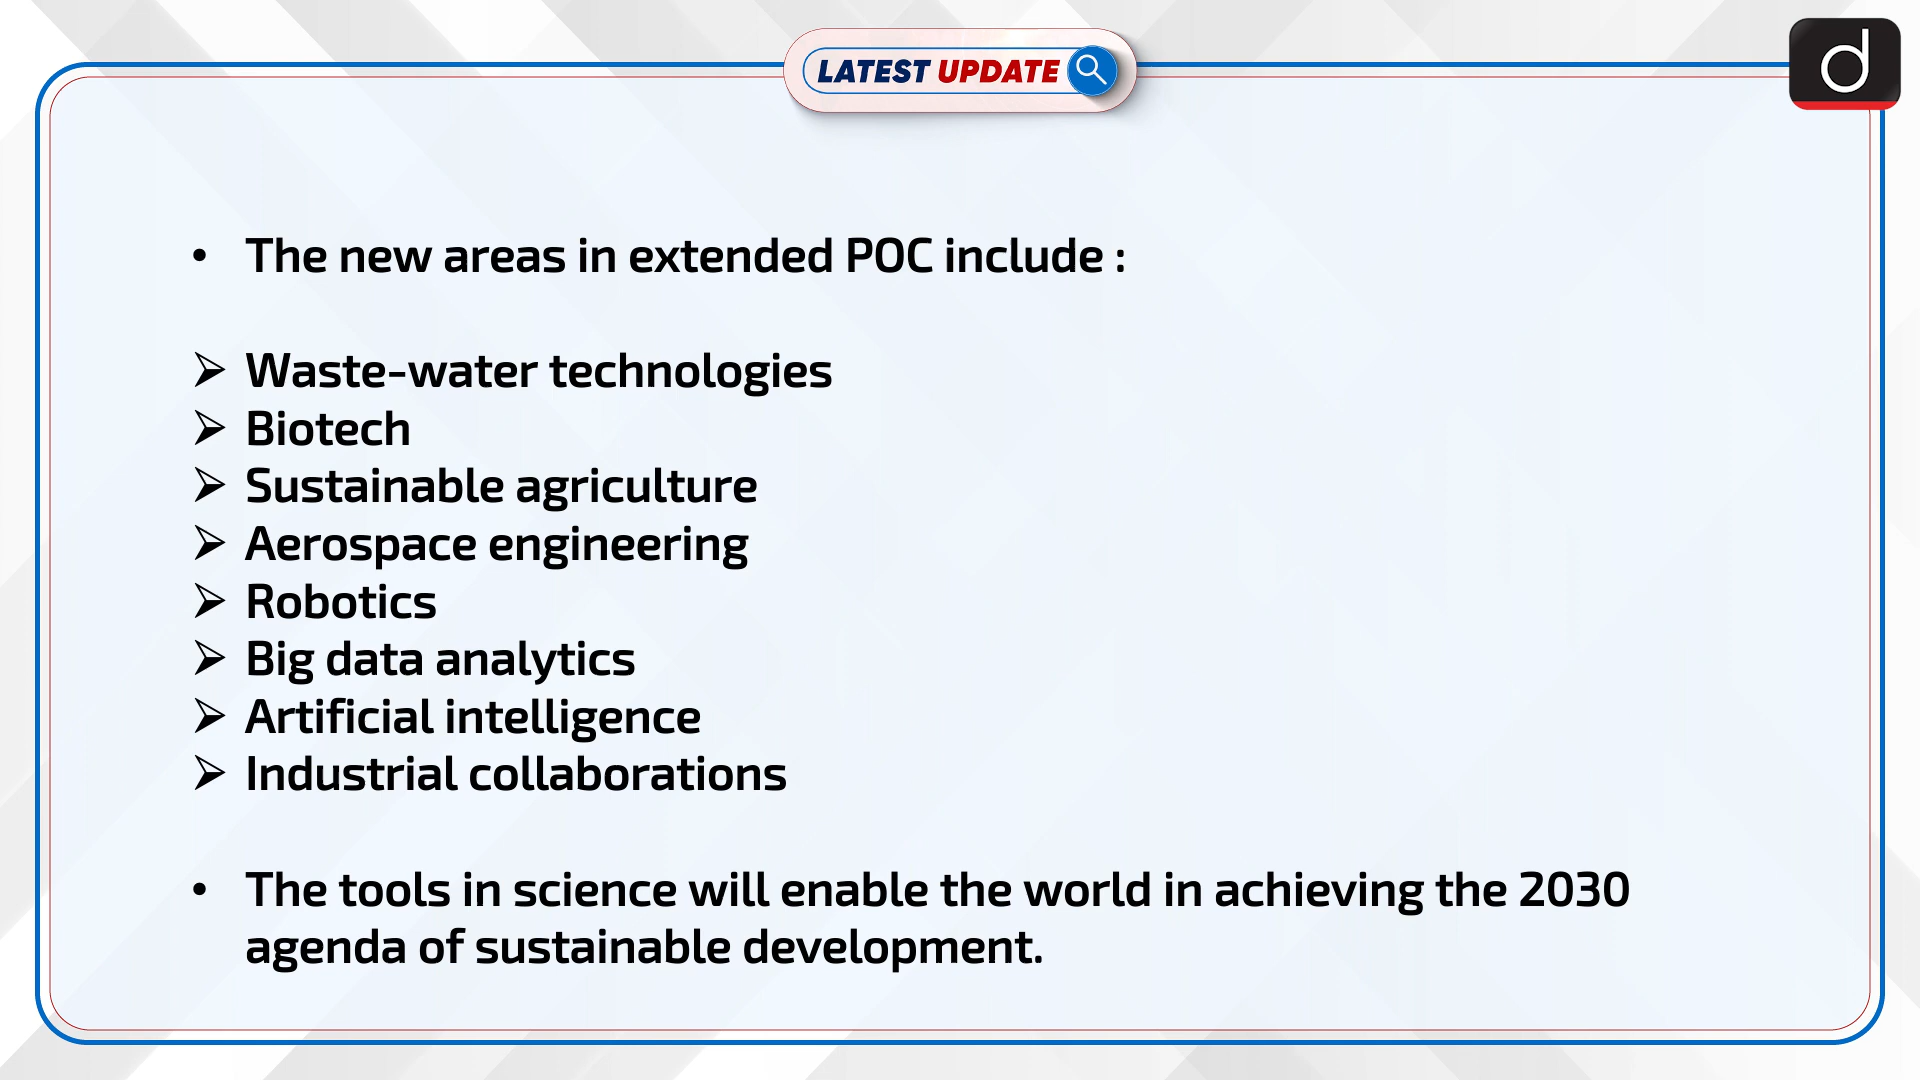 LATEST UPDATE
d
• The new areas in extended POC include :
➢ Waste-water technologies
➢ Biotech
➢ Sustainable agriculture
➢ Aerospace engineering
➢ Robotics
➢ Big data analytics
➢ Artificial intelligence
➢ Industrial collaborations
• The tools in science will enable the world in achieving the 2030
agenda of sustainable development.